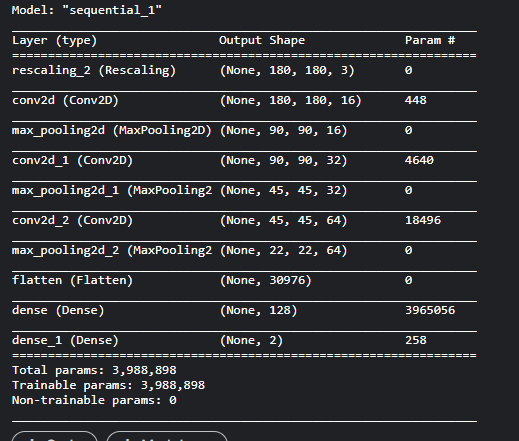 Model: "sequential_1"
Layer (type) Output Shape Param #
rescaling_2 (Rescaling) (None, 180, 180, 3) 0
conv2d (Conv2D) (None, 180, 180, 16) 448
max_pooling2d (MaxPooling2D) (None, 90, 90, 16) 0
conv2d_1 (Conv2D) (None, 90, 90, 32) 4640
max_pooling2d_1 (MaxPooling2 (None, 45, 45, 32) 0
conv2d_2 (Conv2D) (None, 45, 45, 64) 18496
max_pooling2d_2 (MaxPooling2 (None, 22, 22, 64) 0
flatten (Flatten) (None, 30976) 0
dense (Dense) (None, 128) 3965056
dense_1 (Dense) (None, 2) 258
Total params: 3,988,898
Trainable params: 3,988,898
Non-trainable params: 0